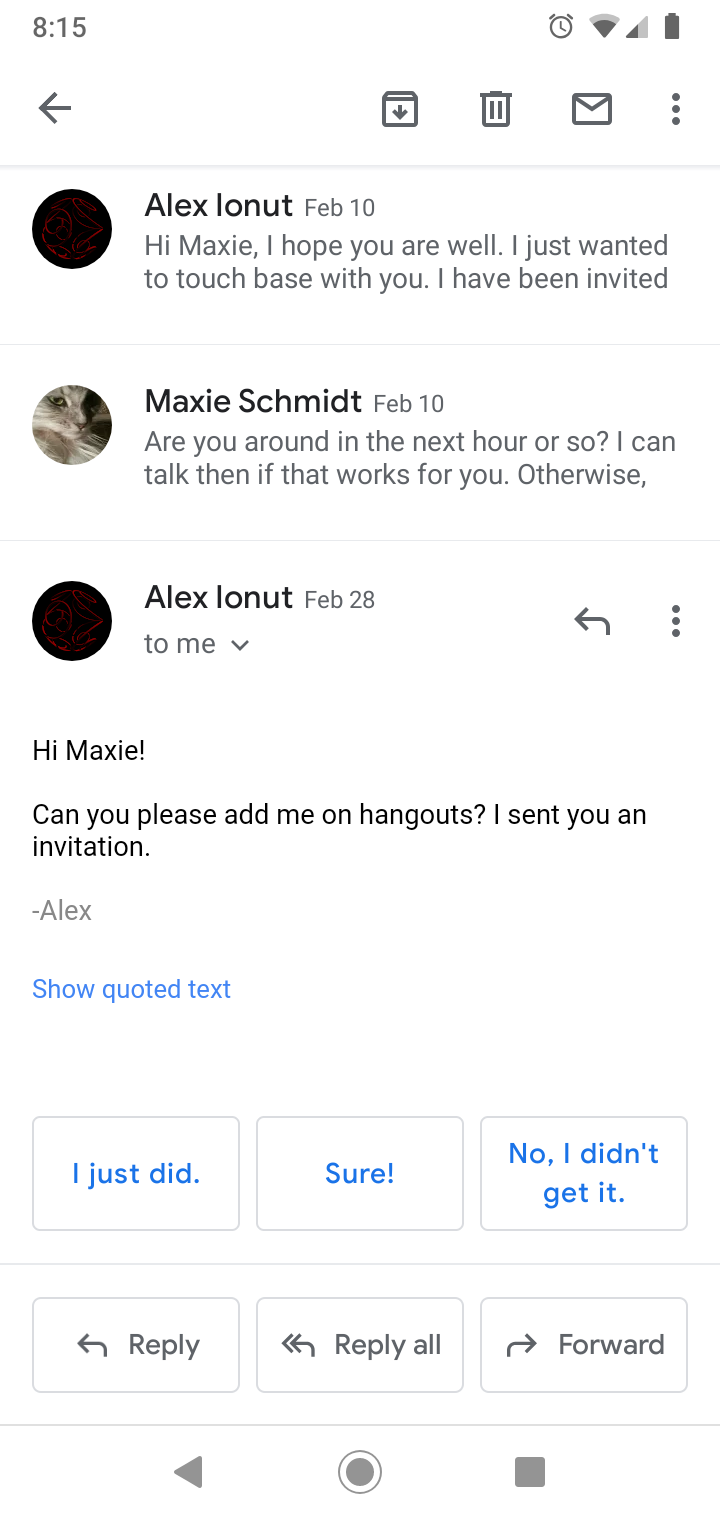 8:15
Alex Ionut Feb 10
Hi Maxie, I hope you are well. I just wanted
to touch base with you. I have been invited
Maxie Schmidt Feb 10
Are you around in the next hour or so? I can
talk then if that works for you. Otherwise,
Alex Ionut Feb 28
to me
Hi Maxie!
Can you please add me on hangouts? I sent you an
invitation.
-Alex
Show quoted text
I just did.
Sure!
No, I didn't
get it.
Reply
Reply all
Forward